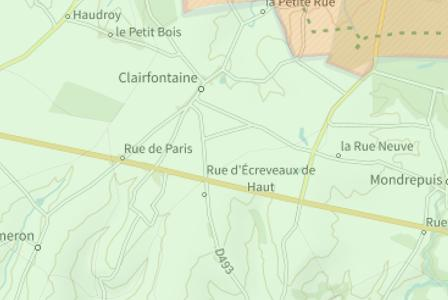 la Petite Rue
Haudroy
le Petit Bois
Clairfontaine
Rue de Paris
la Rue Neuve
Rue d'Écreveaux de
Haut
Mondrepuis
Rue
meron
D493